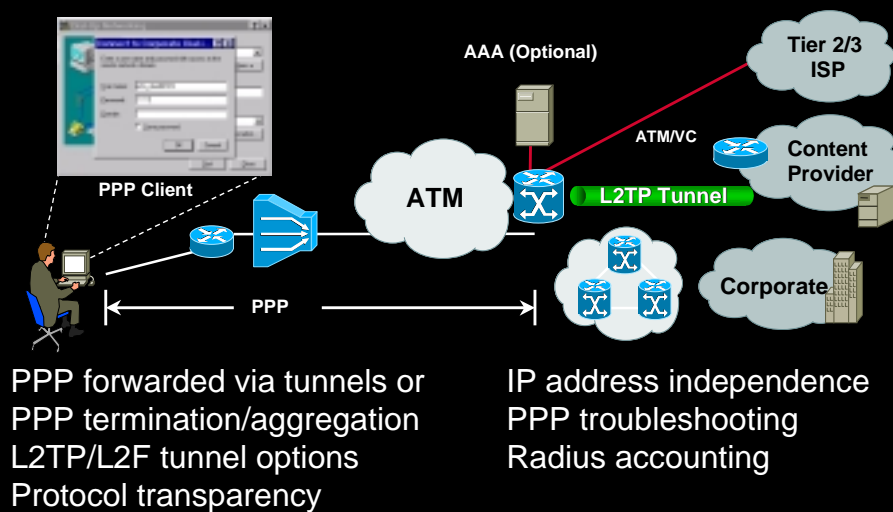 AAA (Optional)
Tier 2/3
ISP
ATM/VC
Content
Provider
PPP Client
ATM
L2TP Tunnel
Corporate
PPP
PPP forwarded via tunnels or
PPP termination/aggregation
L2TP/L2F tunnel options
Protocol transparency
IP address independence
PPP troubleshooting
Radius accounting